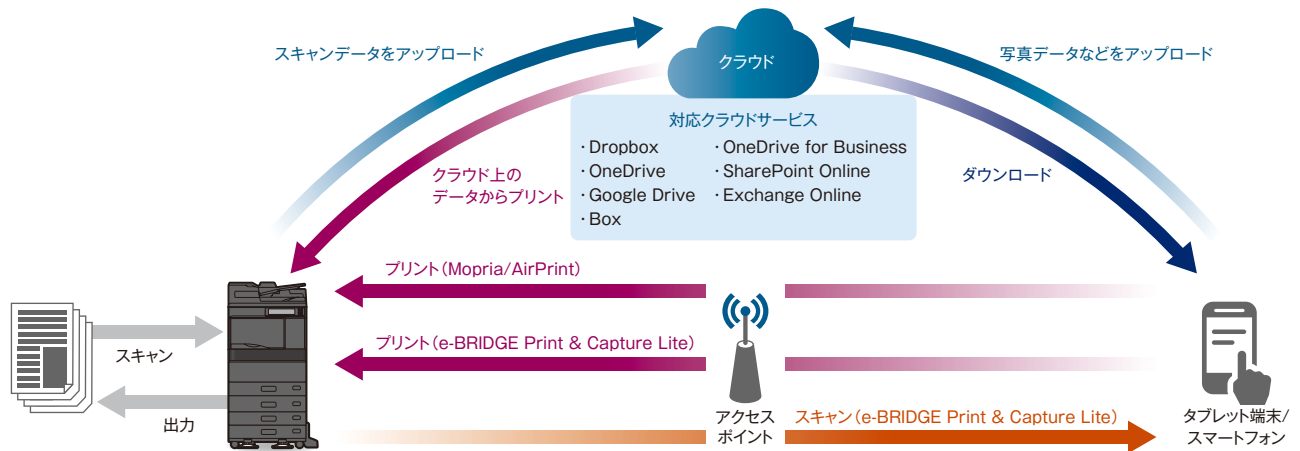 スキャンデータをアップロード
クラウド
写真データなどをアップロード
対応クラウドサービス
・Dropbox
・OneDrive
・Google Drive
・Box
・OneDrive for Business
・SharePoint Online
・Exchange Online
クラウド上の
データからプリント
ダウンロード
プリント（Mopria/AirPrint）
スキャン
プリント（e-BRIDGE Print & Capture Lite）
出力
アクセス
ポイント
スキャン（e-BRIDGE Print & Capture Lite）
タブレット端末/
スマートフォン